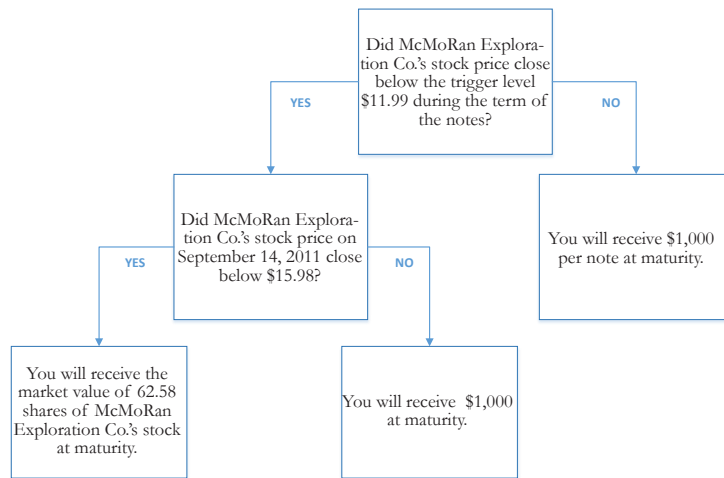 Did McMoRan Explora-
tion Co.'s stock price close
below the trigger level
$11.99 during the term of
the notes?
YES
NO
Did McMoRan Explora-
tion Co.'s stock price on
September 14, 2011 close
below $15.98?
You will receive $1,000
per note at maturity.
YES
NO
You will receive the
market value of 62.58
shares of McMoRan
Exploration Co.'s stock
at maturity.
You will receive $1,000
at maturity.